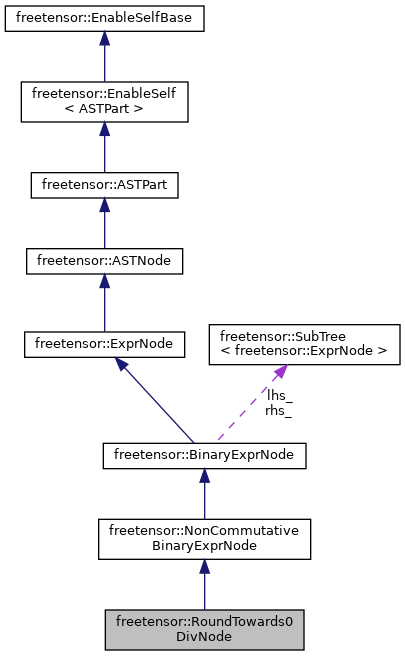 freetensor::EnableSelfBase
freetensor::EnableSelf
< ASTPart >
freetensor::ASTPart
freetensor::ASTNode
freetensor::ExprNode
freetensor::SubTree
< freetensor::ExprNode >
lhs_
rhs_
freetensor::BinaryExprNode
freetensor::NonCommutative
BinaryExprNode
freetensor::RoundTowards0
DivNode